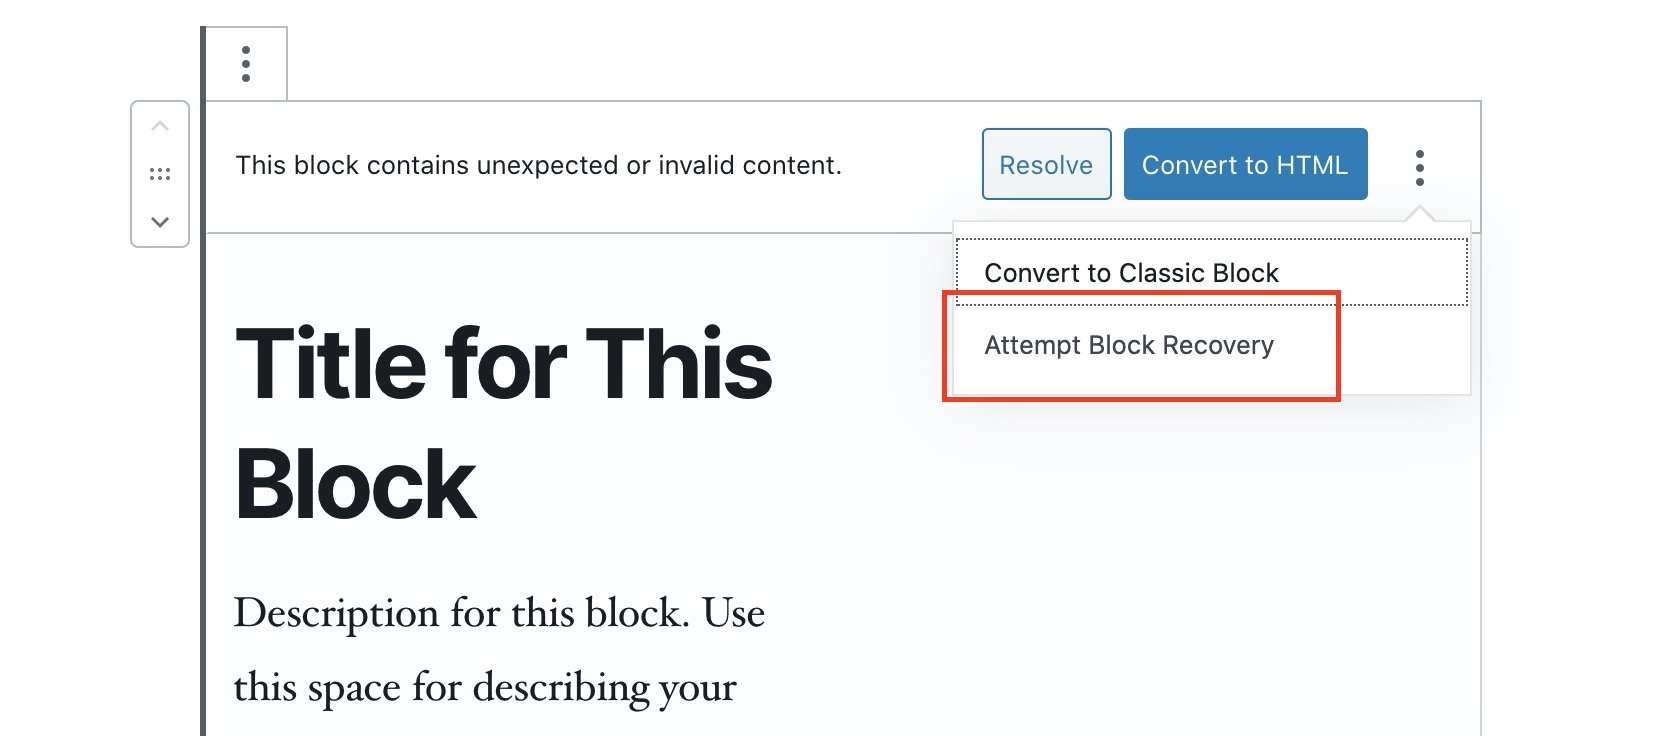 This block contains unexpected or invalid content.
Resolve
Convert to HTML
Convert to Classic Block
Attempt Block Recovery
Title for This
Block
Description for this block. Use
this space for describing your